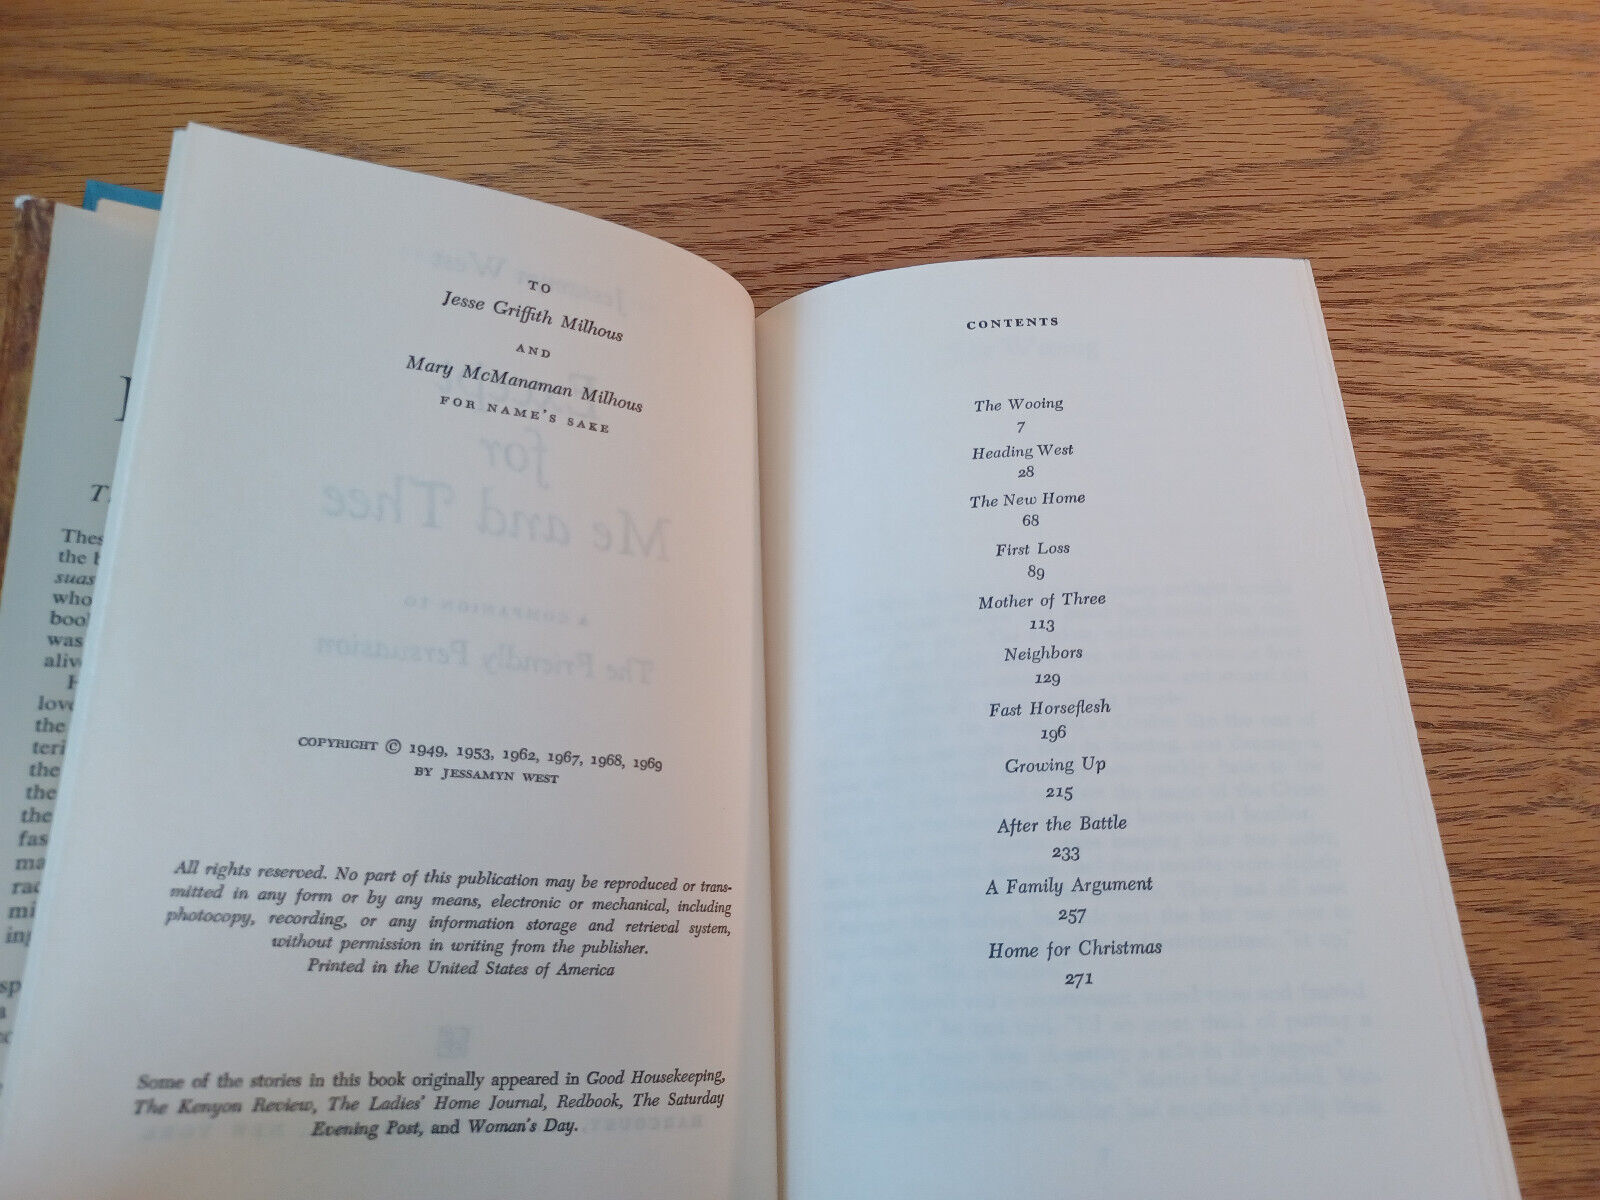 TO
Jesse Griffith Milhous
AND
Mary McManaman Milhous
FOR NAME'S SAKE
COPYRIGHT © 1949, 1953, 1962, 1967, 1968, 1969
BY JESSAMYN WEST
All rights reserved. No part of this publication may be reproduced or trans-
mitted in any form or by any means, electronic or mechanical, including
photocopy, recording, or any information storage and retrieval system,
without permission in writing from the publisher.
Printed in the United States of America
Some of the stories in this book originally appeared in Good Housekeeping,
The Kenyon Review, The Ladies' Home Journal, Redbook, The Saturday
Evening Post, and Woman's Day.
CONTENTS
The Wooing
7
Heading West
28
The New Home
68
First Loss
89
Mother of Three
113
Neighbors
129
Fast Horseflesh
196
Growing Up
215
After the Battle
233
A Family Argument
257
Home for Christmas
271